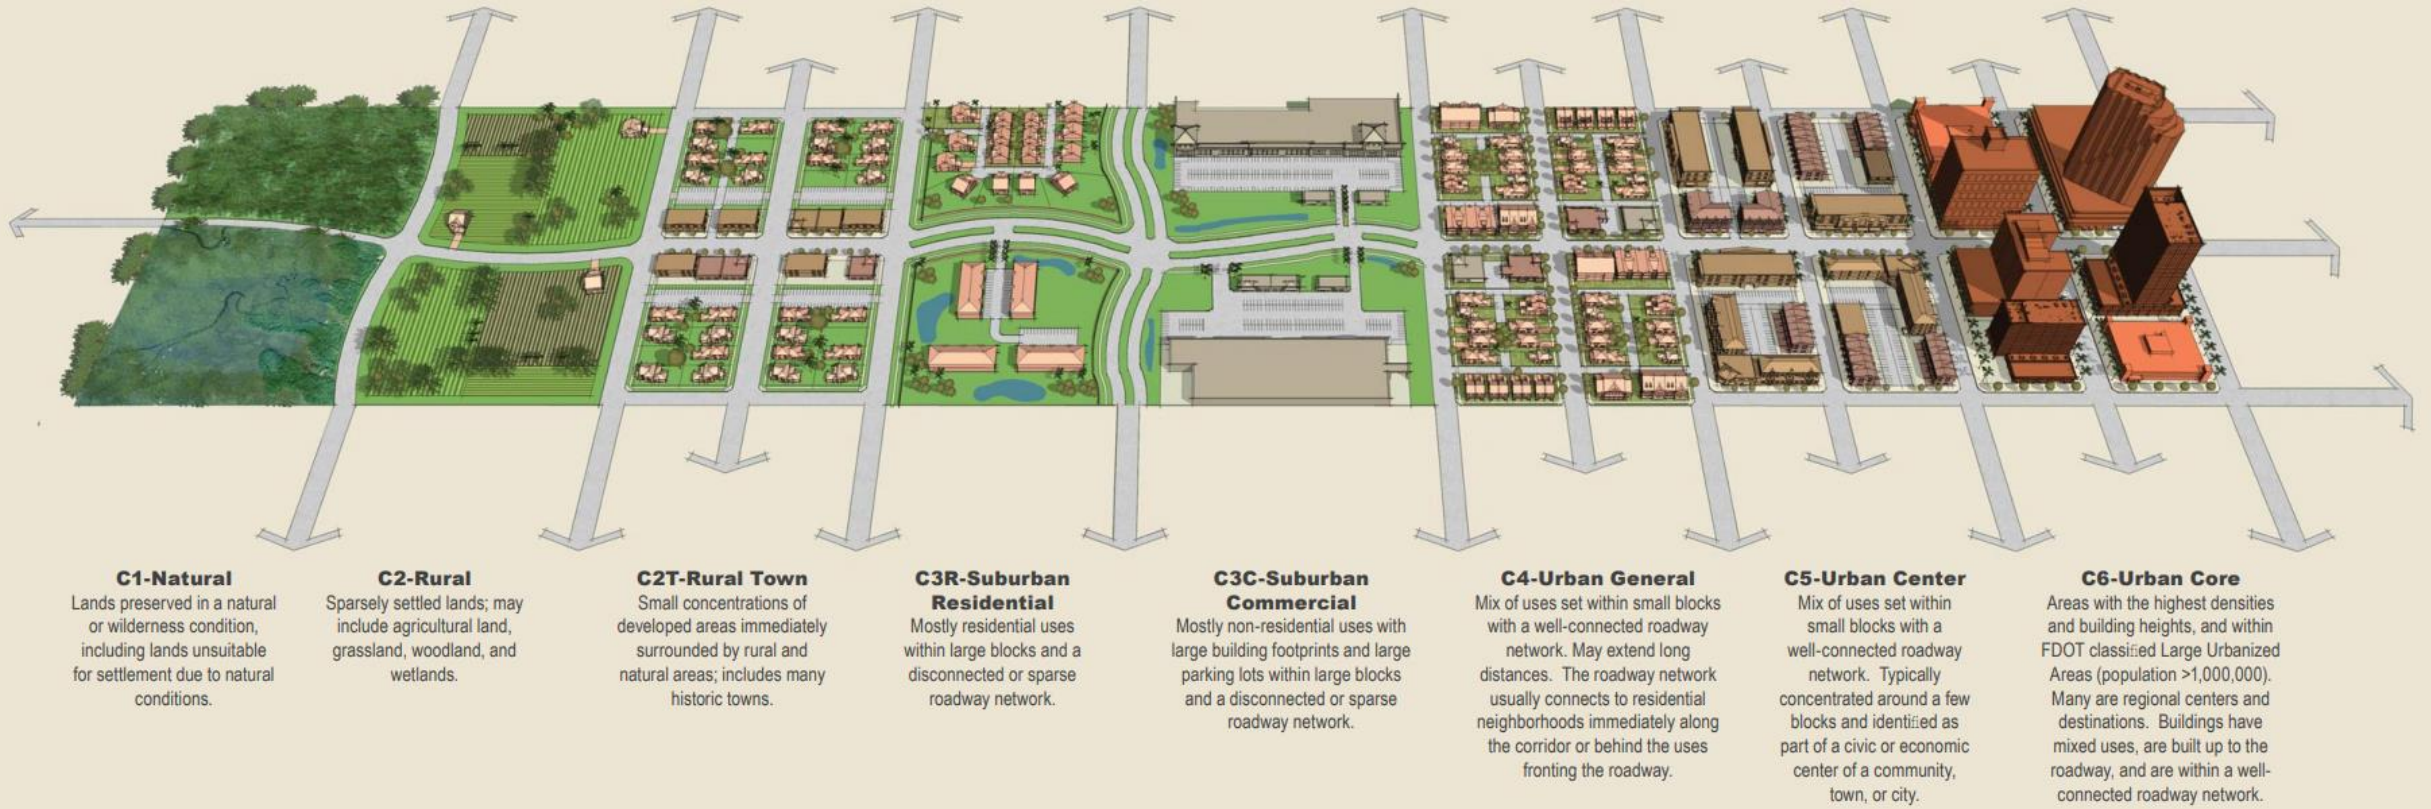 C1-Natural
Lands preserved in a natural
or wilderness condition,
including lands unsuitable
for settlement due to natural
conditions.
C2-Rural
Sparsely settled lands; may
include agricultural land,
grassland, woodland, and
wetlands.
C2T-Rural Town
Small concentrations of
developed areas immediately
surrounded by rural and
natural areas; includes many
historic towns.
C3R-Suburban
Residential
Mostly residential uses
within large blocks and a
disconnected or sparse
roadway network.
C3C-Suburban
Commercial
Mostly non-residential uses with
large building footprints and large
parking lots within large blocks
and a disconnected or sparse
roadway network.
C4-Urban General
Mix of uses set within small blocks
with a well-connected roadway
network. May extend long
distances. The roadway network
usually connects to residential
neighborhoods immediately along
the corridor or behind the uses
fronting the roadway.
C5-Urban Center
Mix of uses set within
small blocks with a
well-connected roadway
network. Typically
concentrated around a few
blocks and identified as
part of a civic or economic
center of a community,
town, or city.
C6-Urban Core
Areas with the highest densities
and building heights, and within
FDOT classified Large Urbanized
Areas (population >1,000,000).
Many are regional centers and
destinations. Buildings have
mixed uses, are built up to the
roadway, and are within a well-
connected roadway network.